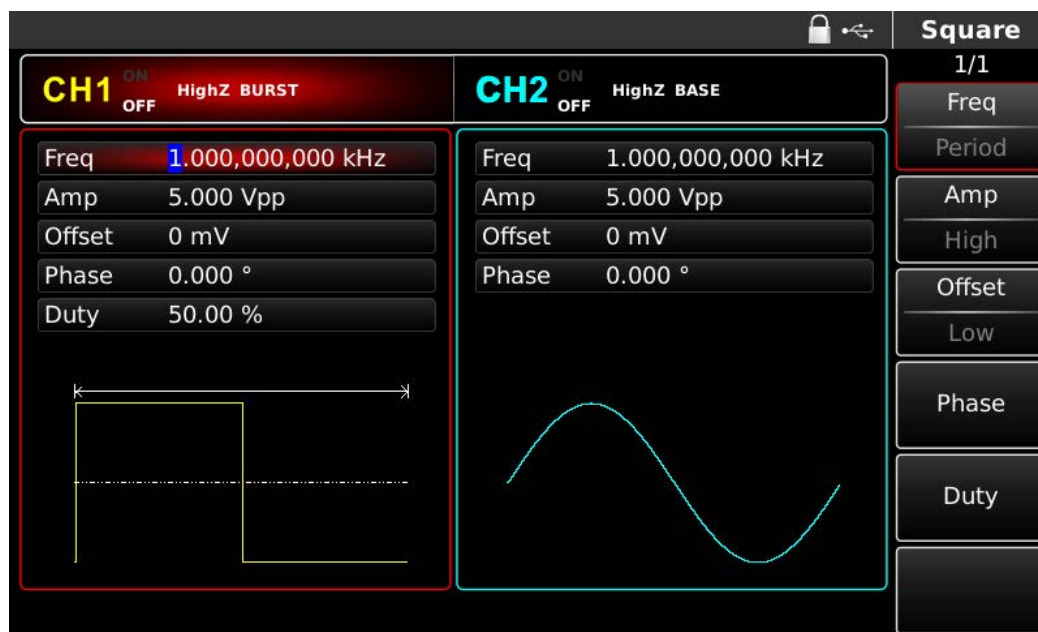 Square
1/1
CH1 ON OFF HighZ BURST
CH2 ON OFF HighZ BASE
Freq 1.000,000,000 kHz
Amp 5.000 Vpp
Offset 0 mV
Phase 0.000 °
Duty 50.00 %
Freq 1.000,000,000 kHz
Amp 5.000 Vpp
Offset 0 mV
Phase 0.000 °
Freq
Period
Amp
High
Offset
Low
Phase
Duty